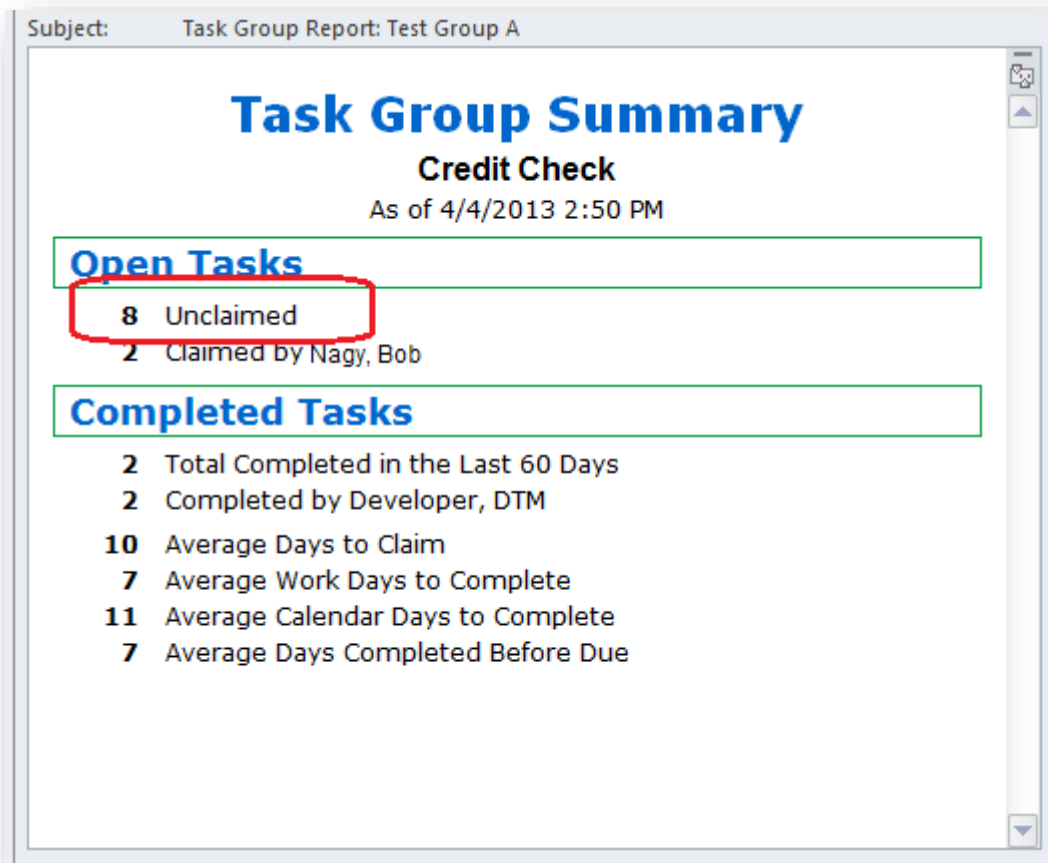 Subject: Task Group Report: Test Group A
Task Group Summary
Credit Check
As of 4/4/2013 2:50 PM
Open Tasks
8 Unclaimed
2 Claimed by Nagy, Bob
Completed Tasks
2 Total Completed in the Last 60 Days
2 Completed by Developer, DTM
10 Average Days to Claim
7 Average Work Days to Complete
11 Average Calendar Days to Complete
7 Average Days Completed Before Due